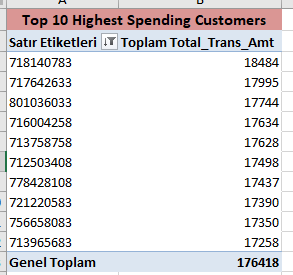 A B
Top 10 Highest Spending Customers
Satır Etiketleri Toplam Total_Trans_Amt
718140783 18484
717642633 17995
801036033 17744
716004258 17634
713758758 17628
712503408 17498
778428108 17437
721220583 17390
756658083 17350
713965683 17258
Genel Toplam 176418